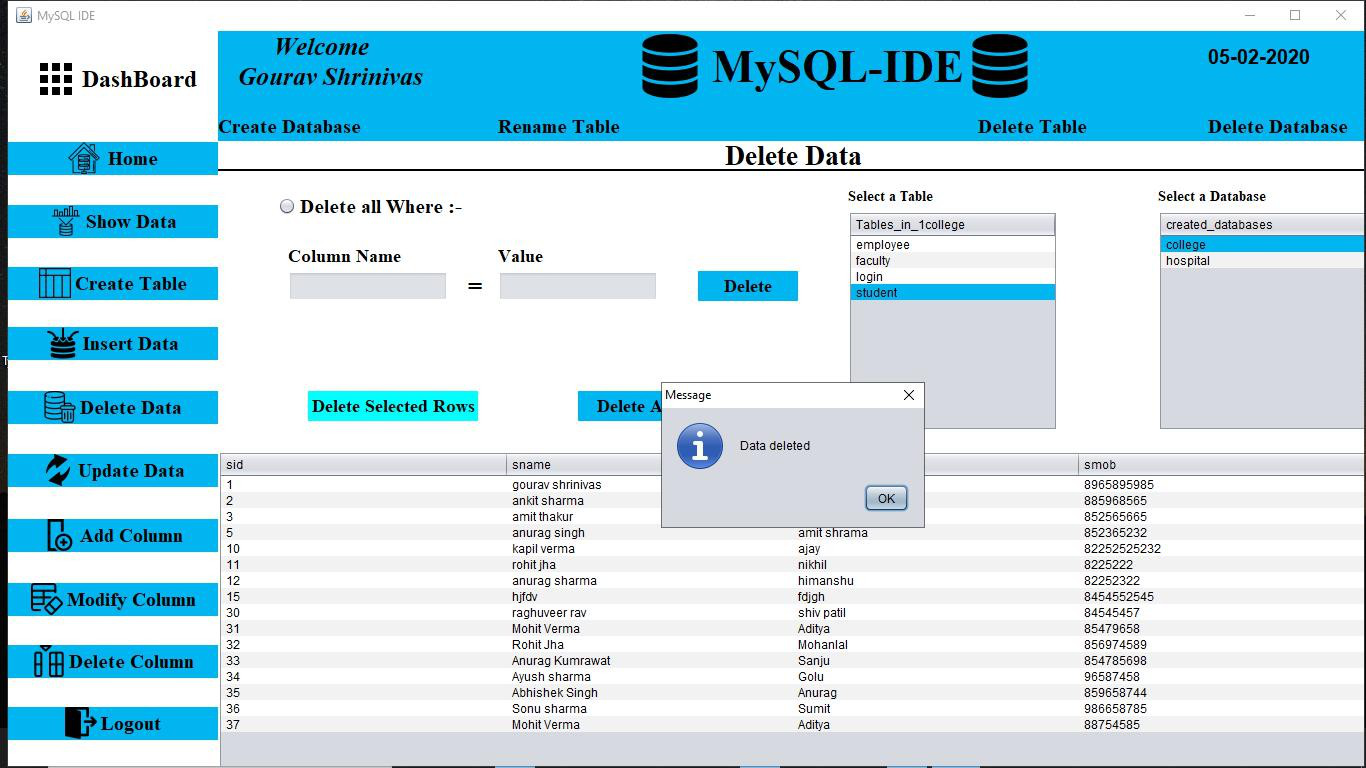 MySQL IDE
DashBoard
Welcome
Gourav Shrinivas
MySQL-IDE
05-02-2020
Create Database Rename Table Delete Table Delete Database
Home
Show Data
Create Table
Insert Data
Delete Data
Update Data
Add Column
Modify Column
Delete Column
Logout
Delete Data
Delete all Where :-
Column Name Value
= Delete
Select a Table
Tables_in_1college
employee
faculty
login
student
Select a Database
created_databases
college
hospital
Delete Selected Rows Delete A
Message
Data deleted
OK
sid sname smob
1 gourav shrinivas 8965895985
2 ankit sharma 885968565
3 amit thakur 852565665
5 anurag singh amit shrama 852365232
10 kapil verma ajay 82252525232
11 rohit jha nikhil 8225222
12 anurag sharma himanshu 82252322
15 hjfdv fdjgh 8454552545
30 raghuveer rav shiv patil 84545457
31 Mohit Verma Aditya 85479658
32 Rohit Jha Mohanlal 856974589
33 Anurag Kumrawat Sanju 854785698
34 Ayush sharma Golu 96587458
35 Abhishek Singh Anurag 859658744
36 Sonu sharma Sumit 986658785
37 Mohit Verma Aditya 88754585